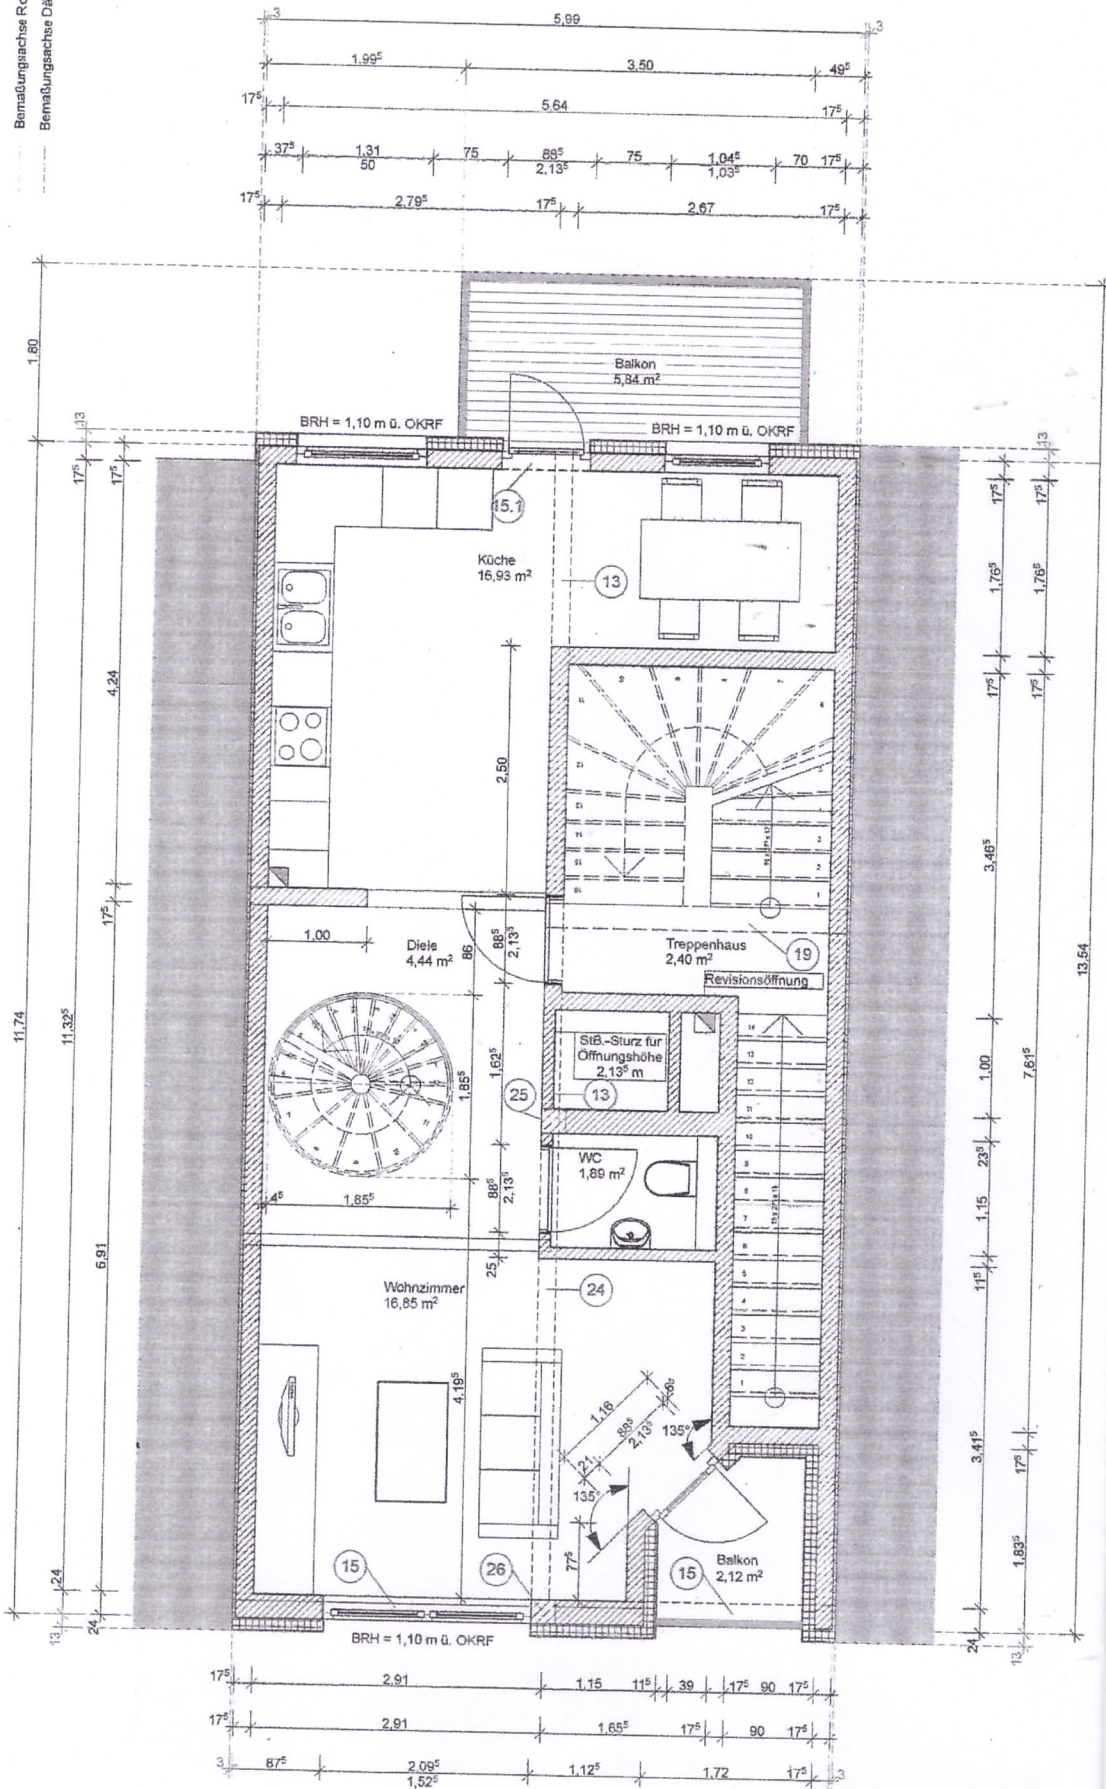 Bemaßungsachse
Bemaßungsachse
3 5,99 3
1,99⁵ 3,50 49⁵
17⁵ 5,64 17⁵
37⁵ 1,31 75 88⁵ 75 1,04⁵ 70 17⁵
50 2,13⁵ 1,03⁵
17⁵ 2,79⁵ 17⁵ 2,67 17⁵
1,80
Balkon
5,84 m²
BRH = 1,10 m ü. OKRF
BRH = 1,10 m ü. OKRF
13
17⁵
17⁵
13
17⁵
17⁵
15.1
Küche
16,93 m²
13
1,76⁵
1,76⁵
4,24
17⁵
17⁵
2,50
3,46⁵
17⁵
1,00
Diele
4,44 m²
86
88⁵
2,13⁵
Treppenhaus
2,40 m²
19
Revisionsöffnung
13,54
11,74
11,32⁵
StB.-Sturz für
Öffnungshöhe
2,13⁵ m
1,62⁵
1,85⁵
25
13
1,00
7,61⁵
WC
1,89 m²
88⁵
2,13⁵
23⁵
1,15
4⁵
1,85⁵
25
11⁵
6,91
Wohnzimmer
16,85 m²
24
4,19⁵
1,16
88⁵
2,13⁵
135°
21
135°
3,41⁵
17⁵
77⁵
Balkon
2,12 m²
15
26
15
1,83⁵
24
13
24
24
13
BRH = 1,10 m ü. OKRF
17⁵ 2,91 1,15 11⁵ 39 17⁵ 90 17⁵
17⁵ 2,91 1,65⁵ 17⁵ 90 17⁵
3 87⁵ 2,09⁵ 1,12⁵ 1,72 17⁵ 3
1,52⁵